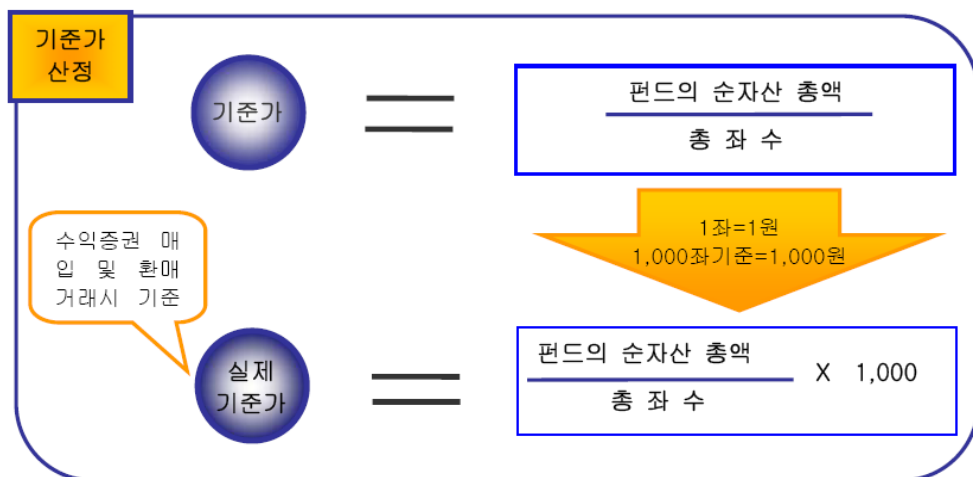 기준가
산정
기준가
펀드의 순자산 총액
총 좌 수
1좌=1원
1,000좌기준=1,000원
수익증권 매
입 및 환매
거래시 기준
실제
기준가
펀드의 순자산 총액
X 1,000
총 좌 수